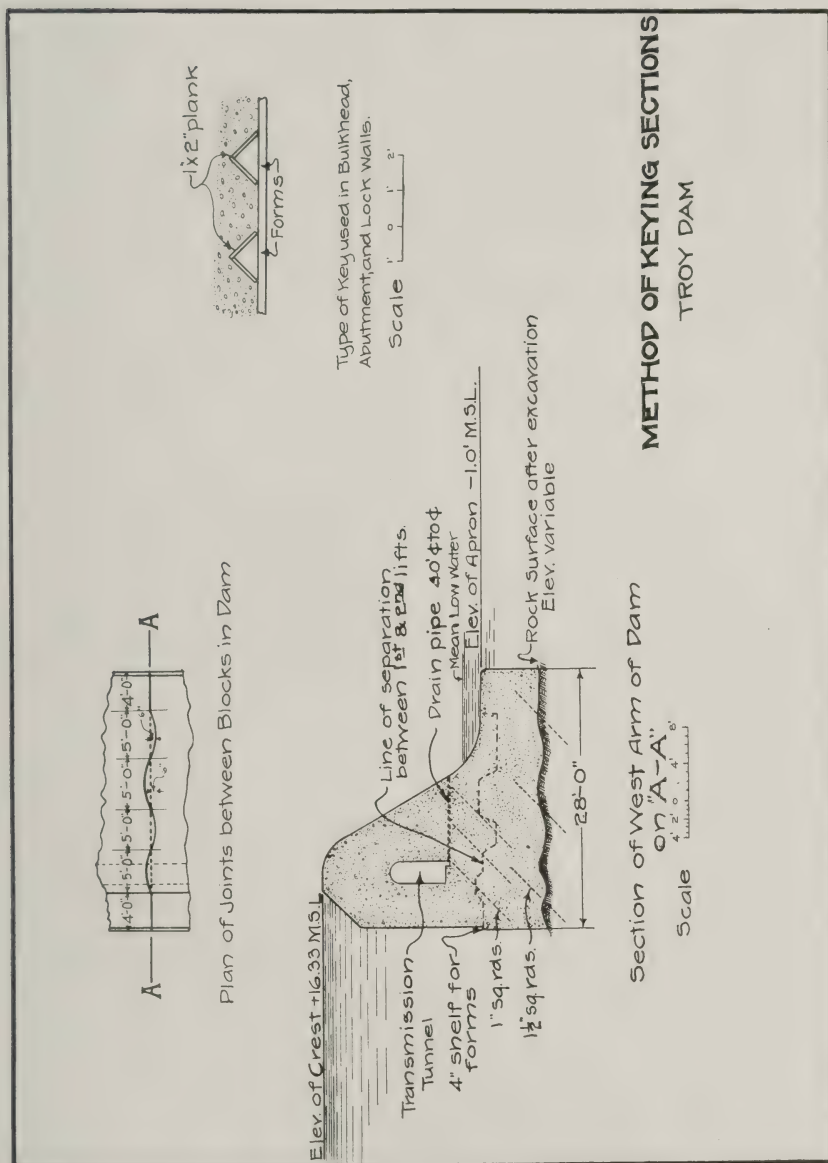 A
A
4'-0"
5'-0"
5'-0"
5'-0"
5'-0"
4'-0"
6"
6"
Plan of Joints between Blocks in Dam
1"x2" plank
Forms
Type of Key used in Bulkhead,
Abutment, and Lock Walls.
Scale
1' 0 1' 2'
Elev. of Crest +16.33 M.S.L.
Transmission
Tunnel
4" shelf for
forms
1" sq. rds.
1½" sq. rds.
Line of separation
between 1st & 2nd lifts.
Drain pipe 40' ¢ to ¢
Mean Low Water
Elev. of Apron -1.0' M.S.L.
Rock surface after excavation
Elev. variable
28'-0"
Section of West Arm of Dam
on "A-A"
Scale
4' 2' 0 4' 8'
METHOD OF KEYING SECTIONS
TROY DAM